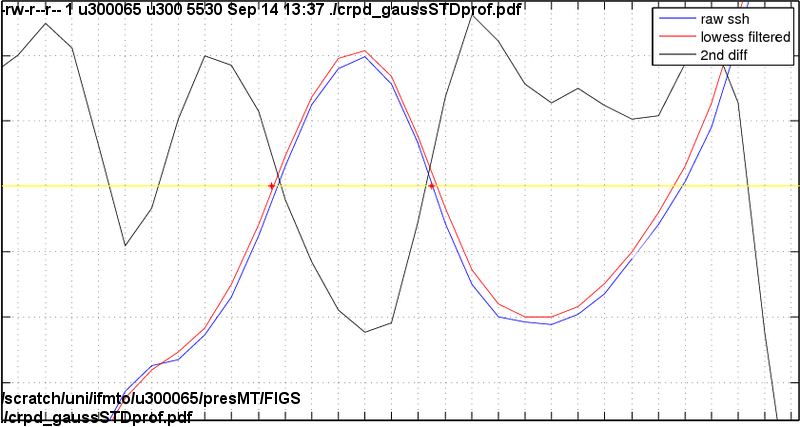 -rw-r--r-- 1 u300065 u300 5530 Sep 14 13:37 ./crpd_gaussSTDprof.pdf
raw ssh
lowess filtered
2nd diff
/scratch/uni/ifmto/u300065/presMT/FIGS
./crpd_gaussSTDprof.pdf